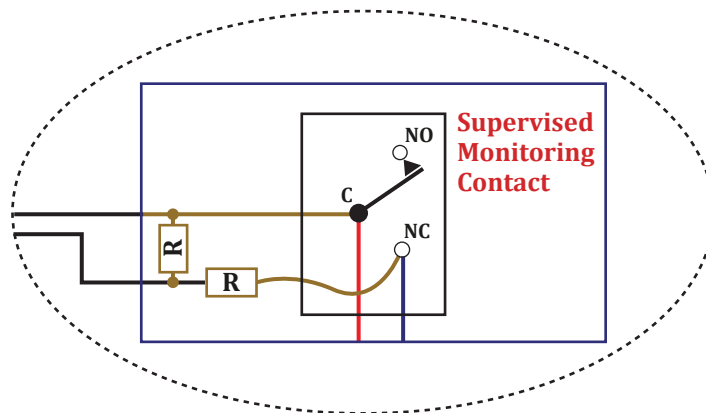 NO
Supervised
Monitoring
Contact
C
NC
R
R